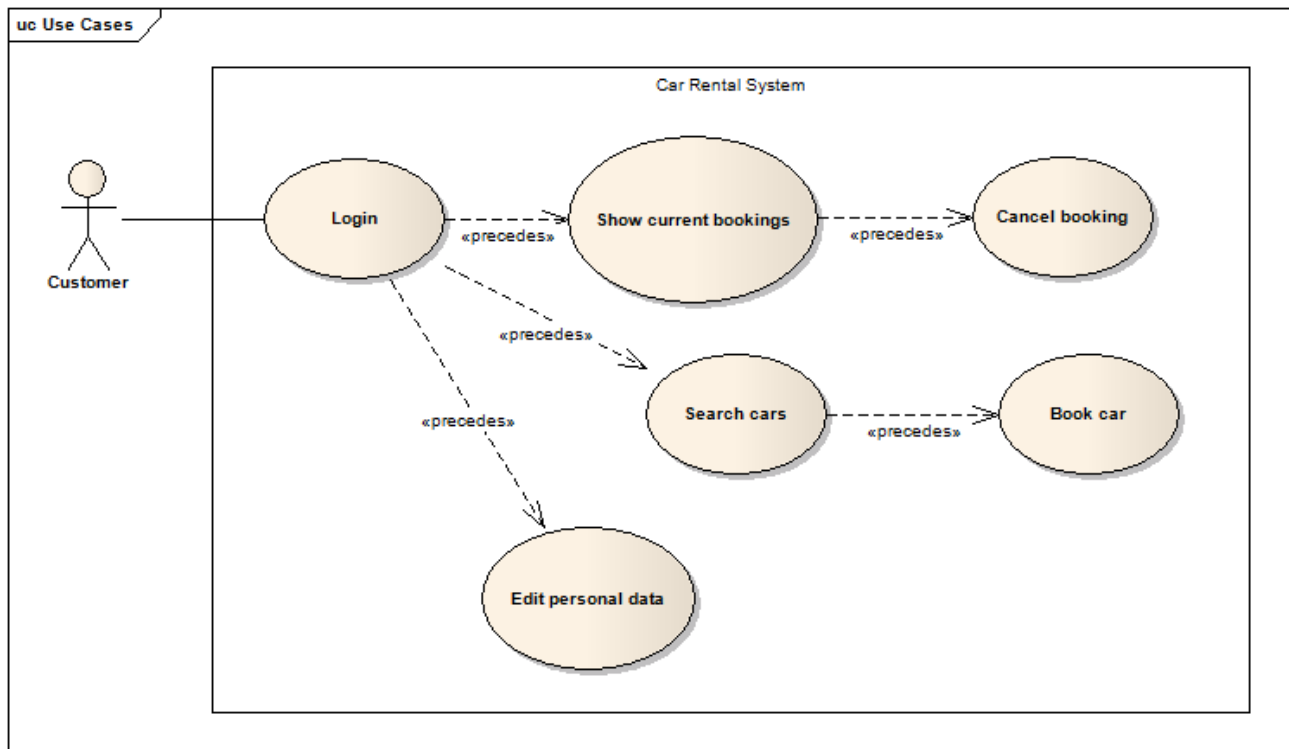 uc Use Cases
Car Rental System
Customer
Login
«precedes»
Show current bookings
«precedes»
Cancel booking
«precedes»
Search cars
«precedes»
Book car
«precedes»
Edit personal data